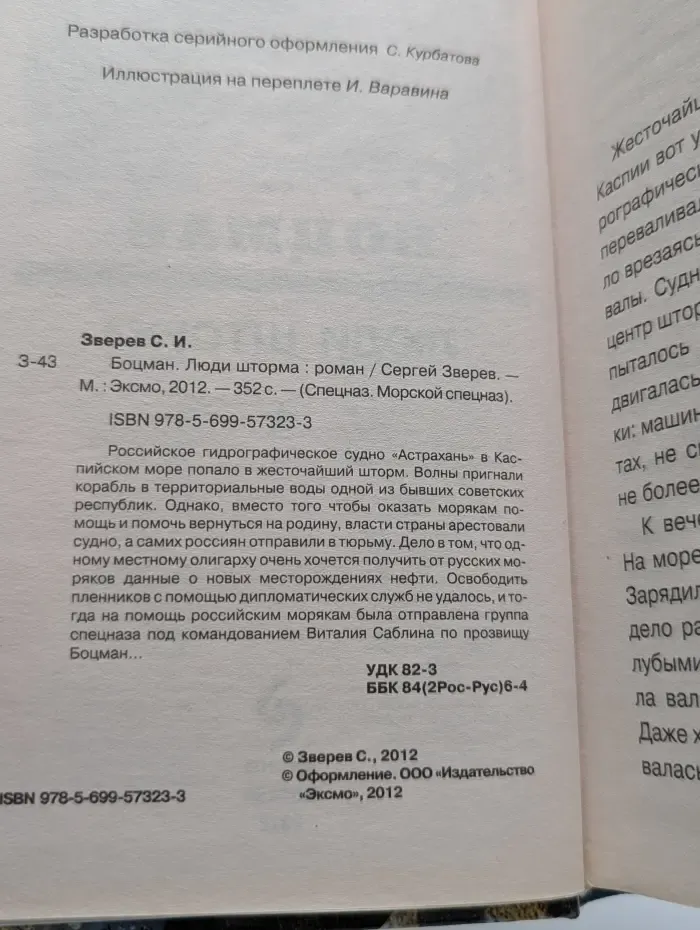 Разработка серийного оформления С. Курбатова
Иллюстрация на переплете И. Варавина
Зверев С. И.
З-43
Боцман. Люди шторма : роман / Сергей Зверев. —
М. : Эксмо, 2012. — 352 с. — (Спецназ. Морской спецназ).
ISBN 978-5-699-57323-3
Российское гидрографическое судно «Астрахань» в Кас-
пийском море попало в жесточайший шторм. Волны пригнали
корабль в территориальные воды одной из бывших советских
республик. Однако, вместо того чтобы оказать морякам по-
мощь и помочь вернуться на родину, власти страны арестовали
судно, а самих россиян отправили в тюрьму. Дело в том, что од-
ному местному олигарху очень хочется получить от русских мо-
ряков данные о новых месторождениях нефти. Освободить
пленников с помощью дипломатических служб не удалось, и то-
гда на помощь российским морякам была отправлена группа
спецназа под командованием Виталия Саблина по прозвищу
Боцман...
УДК 82-3
ББК 84(2Рос-Рус)6-4
© Зверев С., 2012
© Оформление. ООО «Издательство
«Эксмо», 2012
ISBN 978-5-699-57323-3
Жесточайш
Каспии вот у
рографическ
перевалива
ло врезаясь
валы. Судн
центр штор
пыталось
двигалась
ки: машин
тах, не с
не более
К вече
На море
Зарядил
дело ра
лубыми
ла вал
Даже х
валась